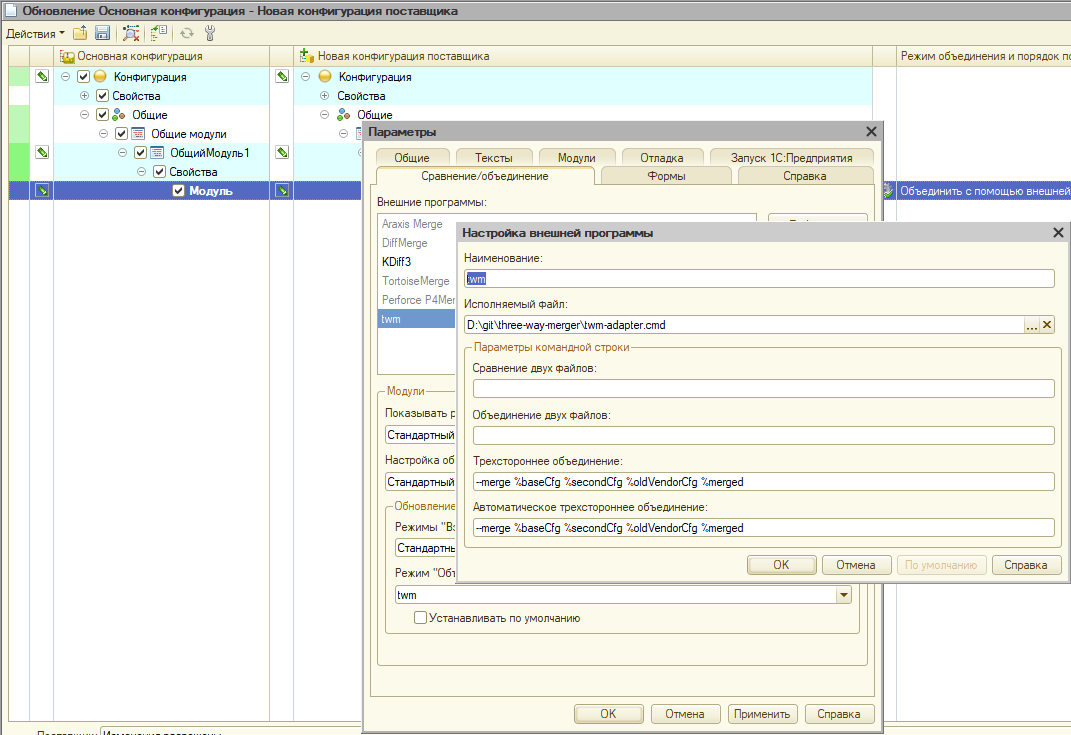 Обновление Основная конфигурация - Новая конфигурация поставщика
Действия
Основная конфигурация
Новая конфигурация поставщика
Режим объединения и порядок
Конфигурация
Конфигурация
Свойства
Свойства
Общие
Общие
Общие модули
ОбщийМодуль1
Свойства
Модуль
Объединить с помощью внешней
Параметры
Общие
Тексты
Модули
Отладка
Запуск 1С:Предприятия
Сравнение/объединение
Формы
Справка
Внешние программы:
Araxis Merge
DiffMerge
KDiff3
TortoiseMerge
Perforce P4Mer
twm
Модули
Показывать
Стандартный
Настройка об
Стандартный
Обновление
Режимы "Вз
Стандартнь
Режим "Объ
twm
Устанавливать по умолчанию
OK
Отмена
Применить
Справка
Настройка внешней программы
Наименование:
twm
Исполняемый файл:
D:\git\three-way-merger\twm-adapter.cmd
...
Параметры командной строки
Сравнение двух файлов:
Объединение двух файлов:
Трехстороннее объединение:
--merge %baseCfg %secondCfg %oldVendorCfg %merged
Автоматическое трехстороннее объединение:
--merge %baseCfg %secondCfg %oldVendorCfg %merged
OK
Отмена
По умолчанию
Справка